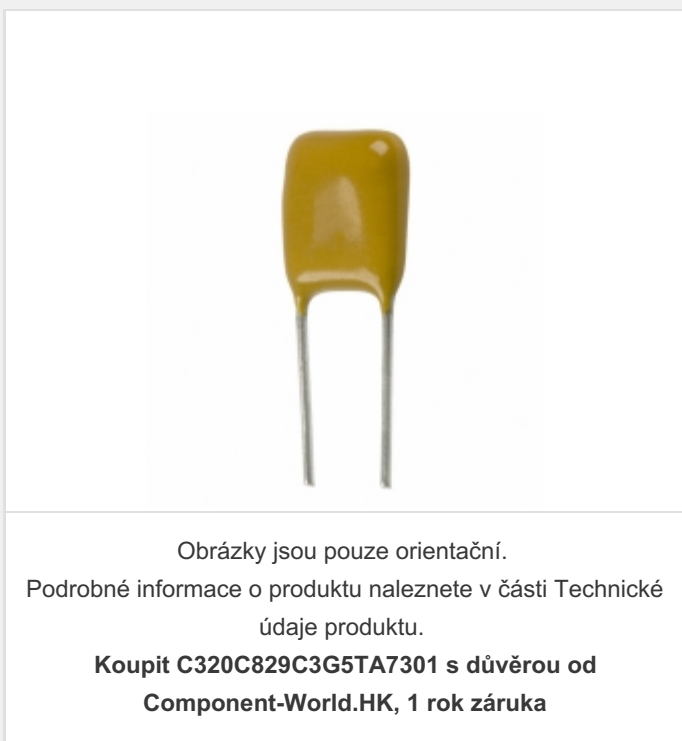 Obrázky jsou pouze orientační.
Podrobné informace o produktu naleznete v části Technické
údaje produktu.
Koupit C320C829C3G5TA7301 s důvěrou od
Component-World.HK, 1 rok záruka